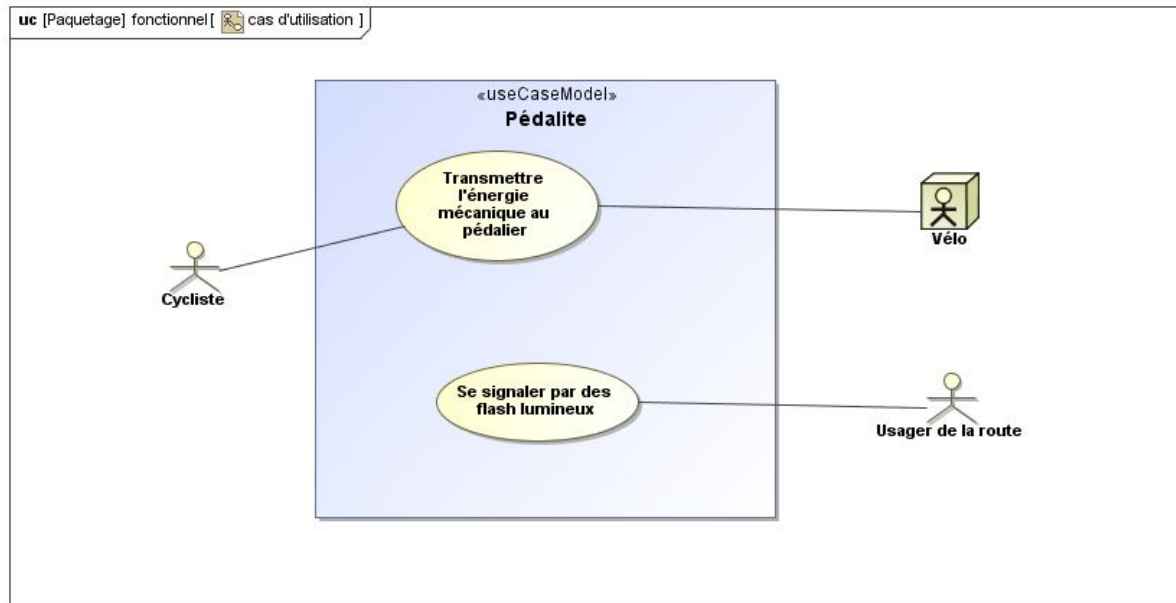 uc [Paquetage] fonctionnel [ cas d'utilisation ]
«useCaseModel»
Pédalite
Transmettre
l'énergie
mécanique au
pédalier
Vélo
Cycliste
Se signaler par des
flash lumineux
Usager de la route